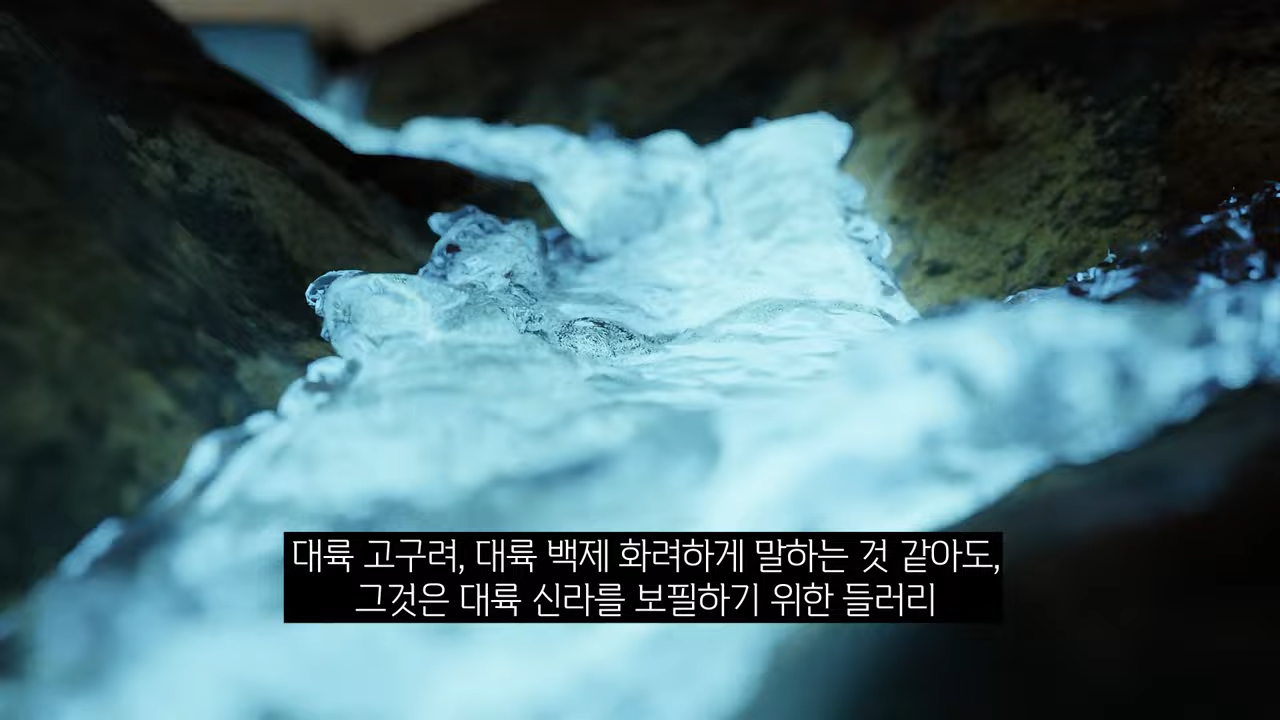 대륙 고구려, 대륙 백제 화려하게 말하는 것 같아도,
그것은 대륙 신라를 보필하기 위한 들러리